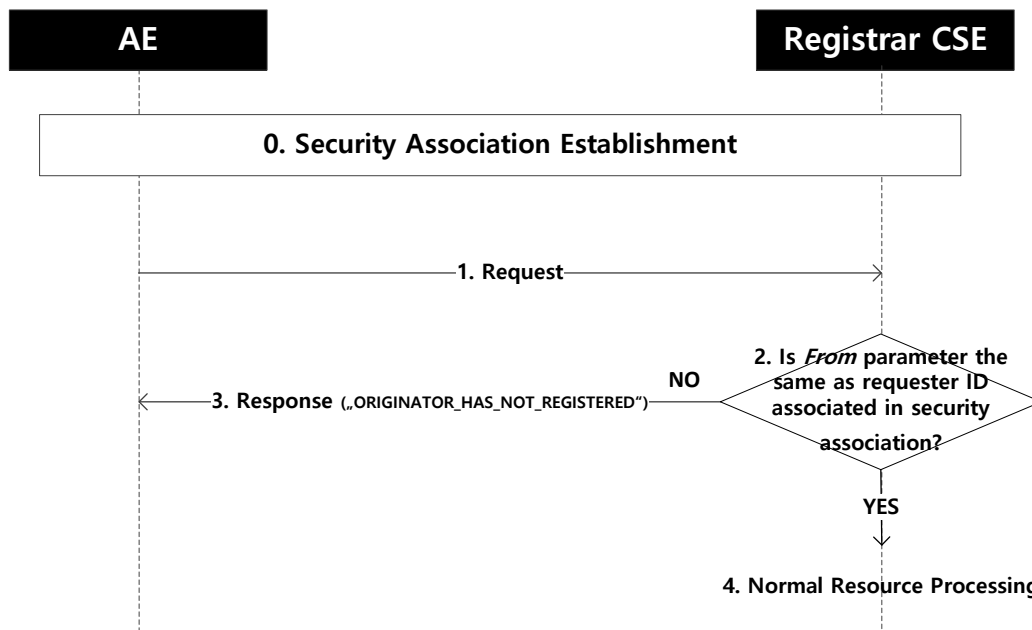 AE
Registrar CSE
0. Security Association Establishment
1. Request
2. Is From parameter the
same as requester ID
associated in security
association?
NO
3. Response („ORIGINATOR_HAS_NOT_REGISTERED“)
YES
4. Normal Resource Processing